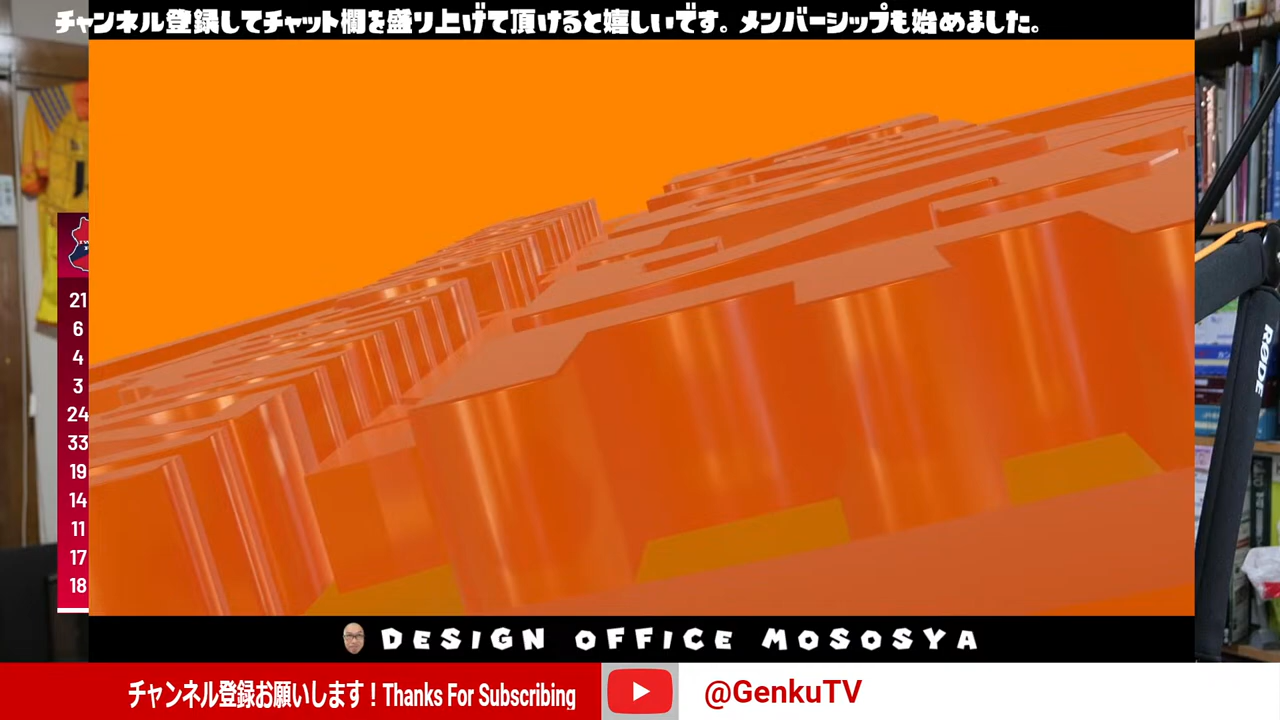 チャンネル登録してチャット欄を盛り上げて頂けると嬉しいです。メンバーシップも始めました。
21
6
4
3
24
33
19
14
11
17
18
RØDE
DESIGN OFFICE MOSOSYA
チャンネル登録お願いします！Thanks For Subscribing
@GenkuTV